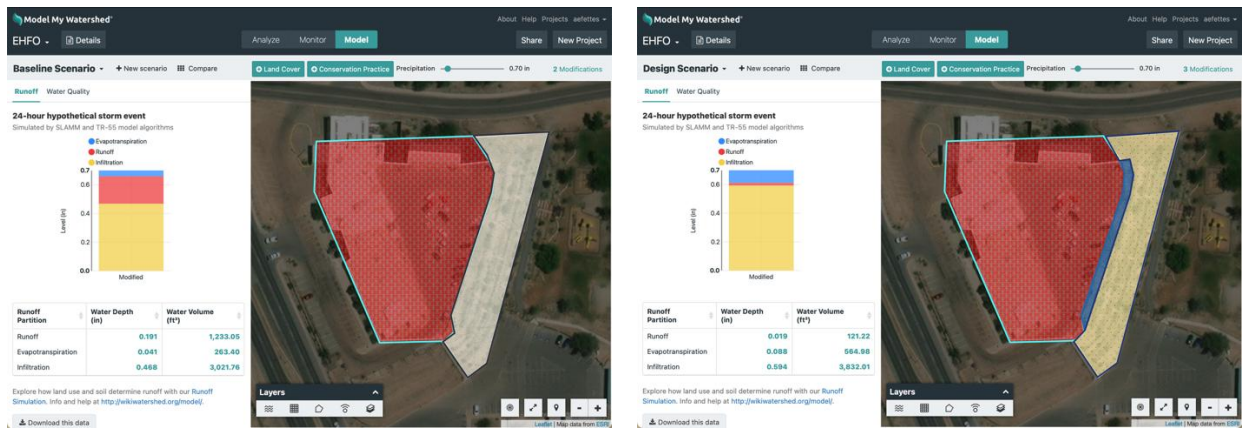 Model My Watershed
About Help Projects aefettes
EHFO Details Analyze Monitor Model Share New Project
Baseline Scenario + New scenario Compare Land Cover Conservation Practice Precipitation 0.70 in 2 Modifications
Runoff Water Quality
24-hour hypothetical storm event
Simulated by SLAMM and TR-55 model algorithms
Evapotranspiration
Runoff
Infiltration
0.7
0.6
0.4
0.2
0.0
Level (in)
Modified
Runoff Partition Water Depth (in) Water Volume (ft³)
Runoff 0.191 1,233.05
Evapotranspiration 0.041 263.40
Infiltration 0.468 3,021.76
Explore how land use and soil determine runoff with our Runoff
Simulation. Info and help at http://wikiwatershed.org/model/.
Download this data
Layers
Leaflet | Map data from ESRI
Model My Watershed
About Help Projects aefettes
EHFO Details Analyze Monitor Model Share New Project
Design Scenario + New scenario Compare Land Cover Conservation Practice Precipitation 0.70 in 3 Modifications
Runoff Water Quality
24-hour hypothetical storm event
Simulated by SLAMM and TR-55 model algorithms
Evapotranspiration
Runoff
Infiltration
0.7
0.6
0.4
0.2
0.0
Level (in)
Modified
Runoff Partition Water Depth (in) Water Volume (ft³)
Runoff 0.019 121.22
Evapotranspiration 0.088 564.98
Infiltration 0.594 3,832.01
Explore how land use and soil determine runoff with our Runoff
Simulation. Info and help at http://wikiwatershed.org/model/.
Download this data
Layers
Leaflet | Map data from ESRI